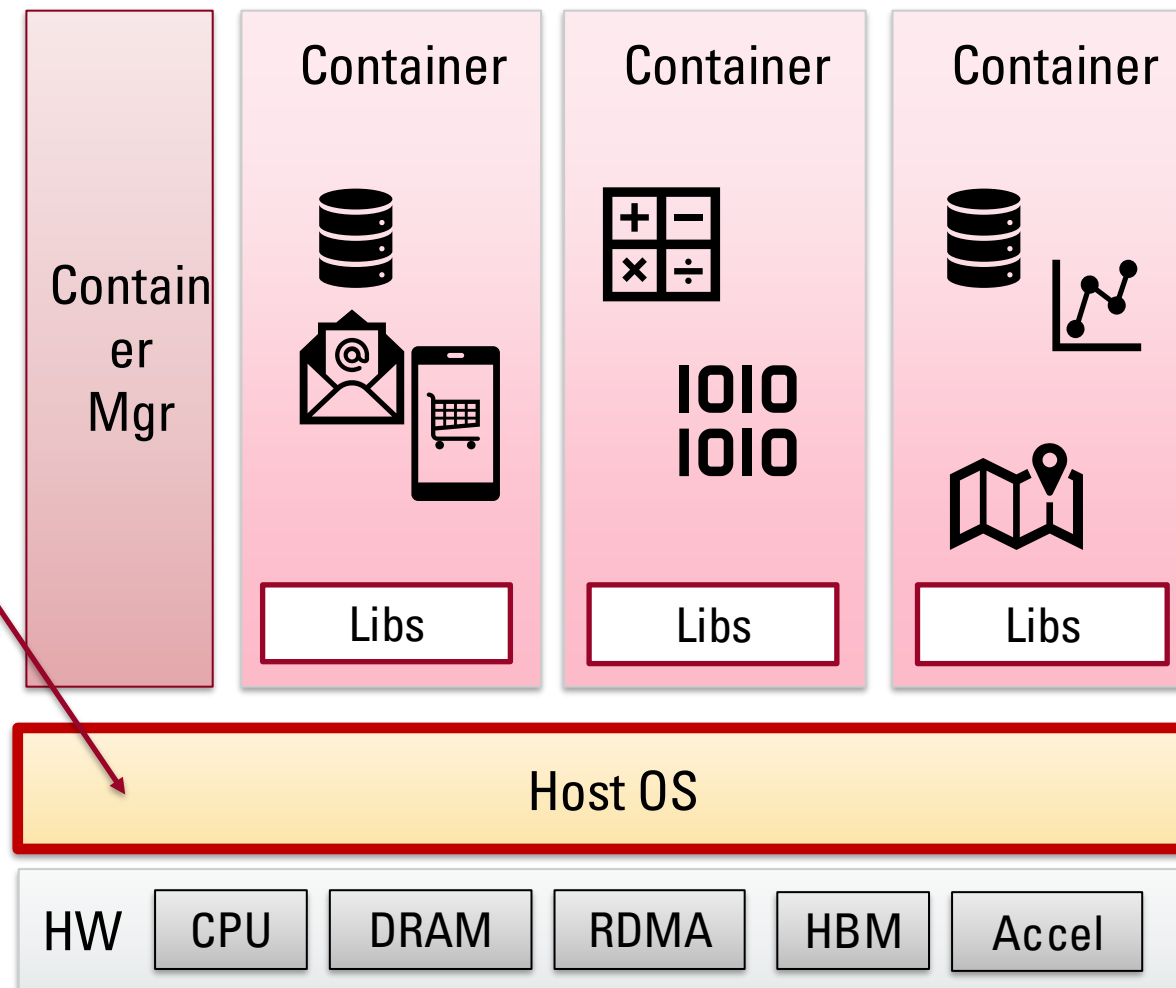 Container
Container
Container
Contain
er
Mgr
@
1010
1010
Libs
Libs
Libs
Host OS
HW
CPU
DRAM
RDMA
HBM
Accel